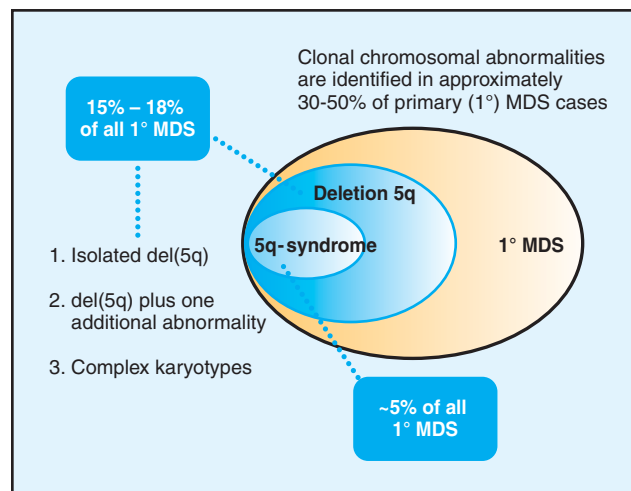 Clonal chromosomal abnormalities
are identified in approximately
30-50% of primary (1°) MDS cases
15% – 18%
of all 1° MDS
Deletion 5q
5q-syndrome
1° MDS
1. Isolated del(5q)
2. del(5q) plus one
additional abnormality
3. Complex karyotypes
~5% of all
1° MDS